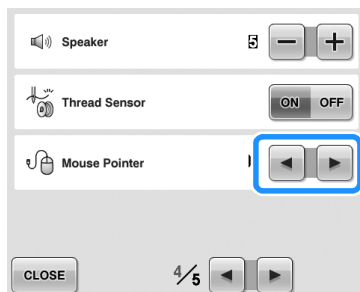 Speaker 5
Thread Sensor ON OFF
Mouse Pointer
CLOSE 4/5